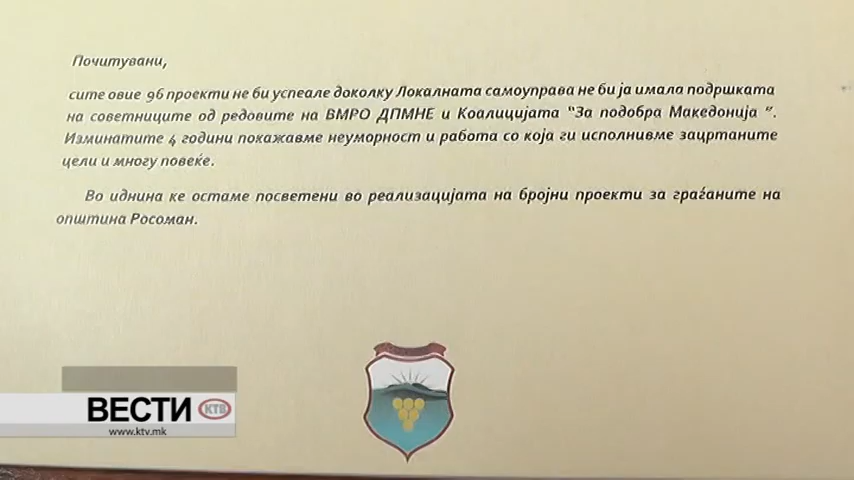 Почитувани,
сите овие 96 проекти не би успеале доколку Локалната самоуправа не би ја имала подршката
на советниците од редовите на ВМРО ДПМНЕ и Коалицијата "За подобра Македонија ".
Изминатите 4 години покажавме неуморност и работа со која ги исполнивме зацртаните
цели и многу повеќе.
Во иднина ке остаме посветени во реализацијата на бројни проекти за граѓаните на
општина Росоман.
ВЕСТИ КТВ
www.ktv.mk